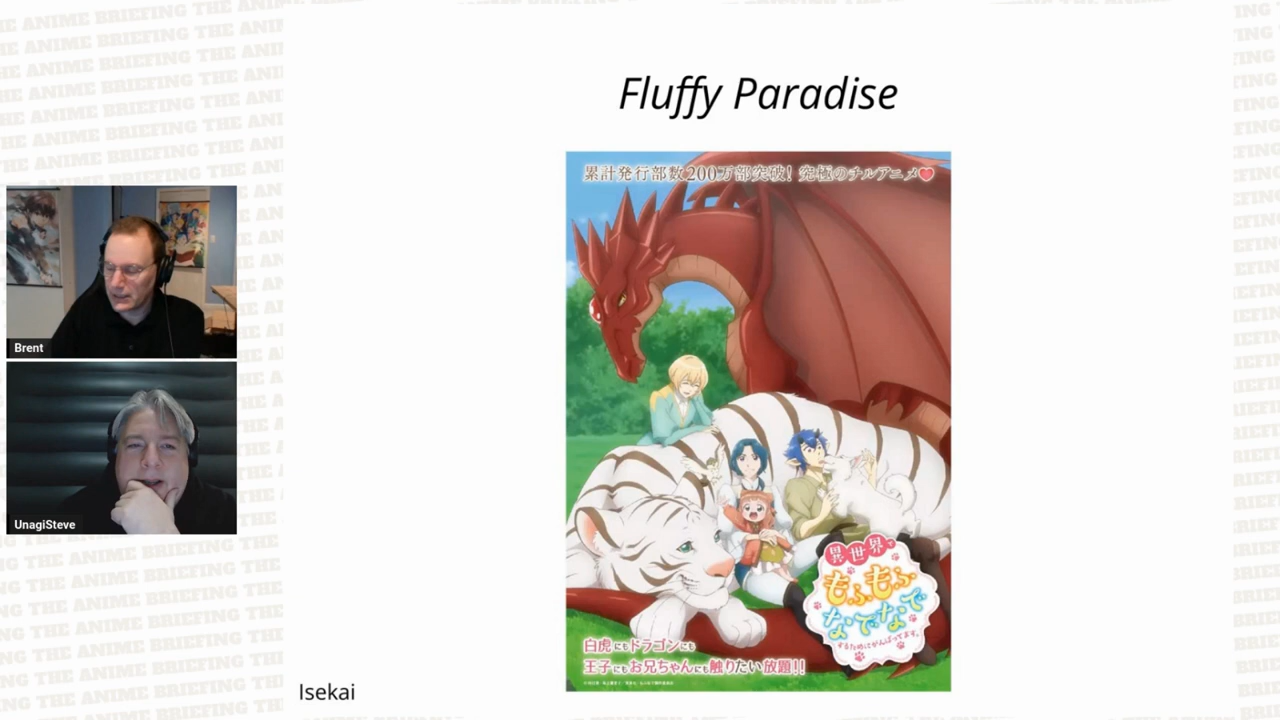 THE ANIME BRIEFING
Fluffy Paradise
累計発行部数200万部突破! 究極のチルアニメ
Brent
UnagiSteve
異世界で
もふもふ
なでなで
するためにがんばってます。
白虎にもドラゴンにも
王子にもお兄ちゃんにも触りたい放題!!
Isekai